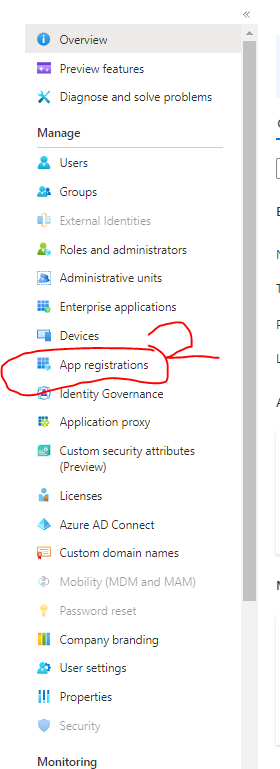 «
Overview
Preview features
Diagnose and solve problems
Manage
Users
Groups
External Identities
Roles and administrators
Administrative units
Enterprise applications
Devices
2
App registrations
Identity Governance
Application proxy
Custom security attributes
(Preview)
Licenses
Azure AD Connect
Custom domain names
Mobility (MDM and MAM)
Password reset
Company branding
User settings
Properties
Security
Monitoring